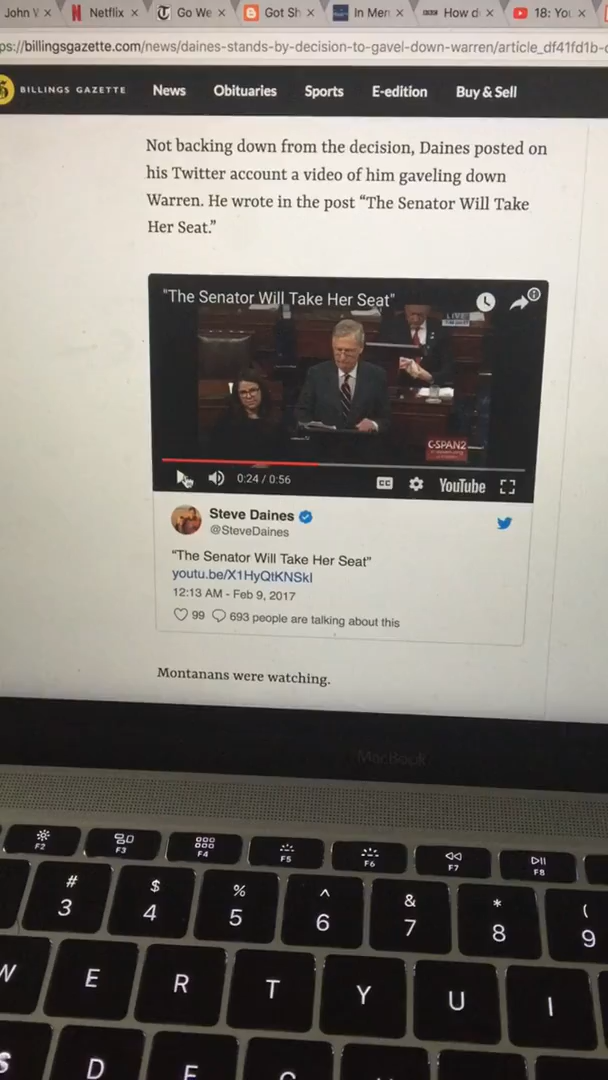 John V
Netflix
Go We
Got Sh
In Men
How d
18: You
ps://billingsgazette.com/news/daines-stands-by-decision-to-gavel-down-warren/article_df41fd1b-
BILLINGS GAZETTE
News
Obituaries
Sports
E-edition
Buy & Sell
Not backing down from the decision, Daines posted on
his Twitter account a video of him gaveling down
Warren. He wrote in the post “The Senator Will Take
Her Seat.”
"The Senator Will Take Her Seat"
LIVE
C-SPAN2
0:24 / 0:56
CC
YouTube
Steve Daines
@SteveDaines
"The Senator Will Take Her Seat"
youtu.be/X1HyQtKNSkI
12:13 AM - Feb 9, 2017
99
693 people are talking about this
Montanans were watching.
MacBook
F2
F3
F4
F5
F6
F7
F8
# $ % ^ & * (
3 4 5 6 7 8 9
W E R T Y U I
S D F G